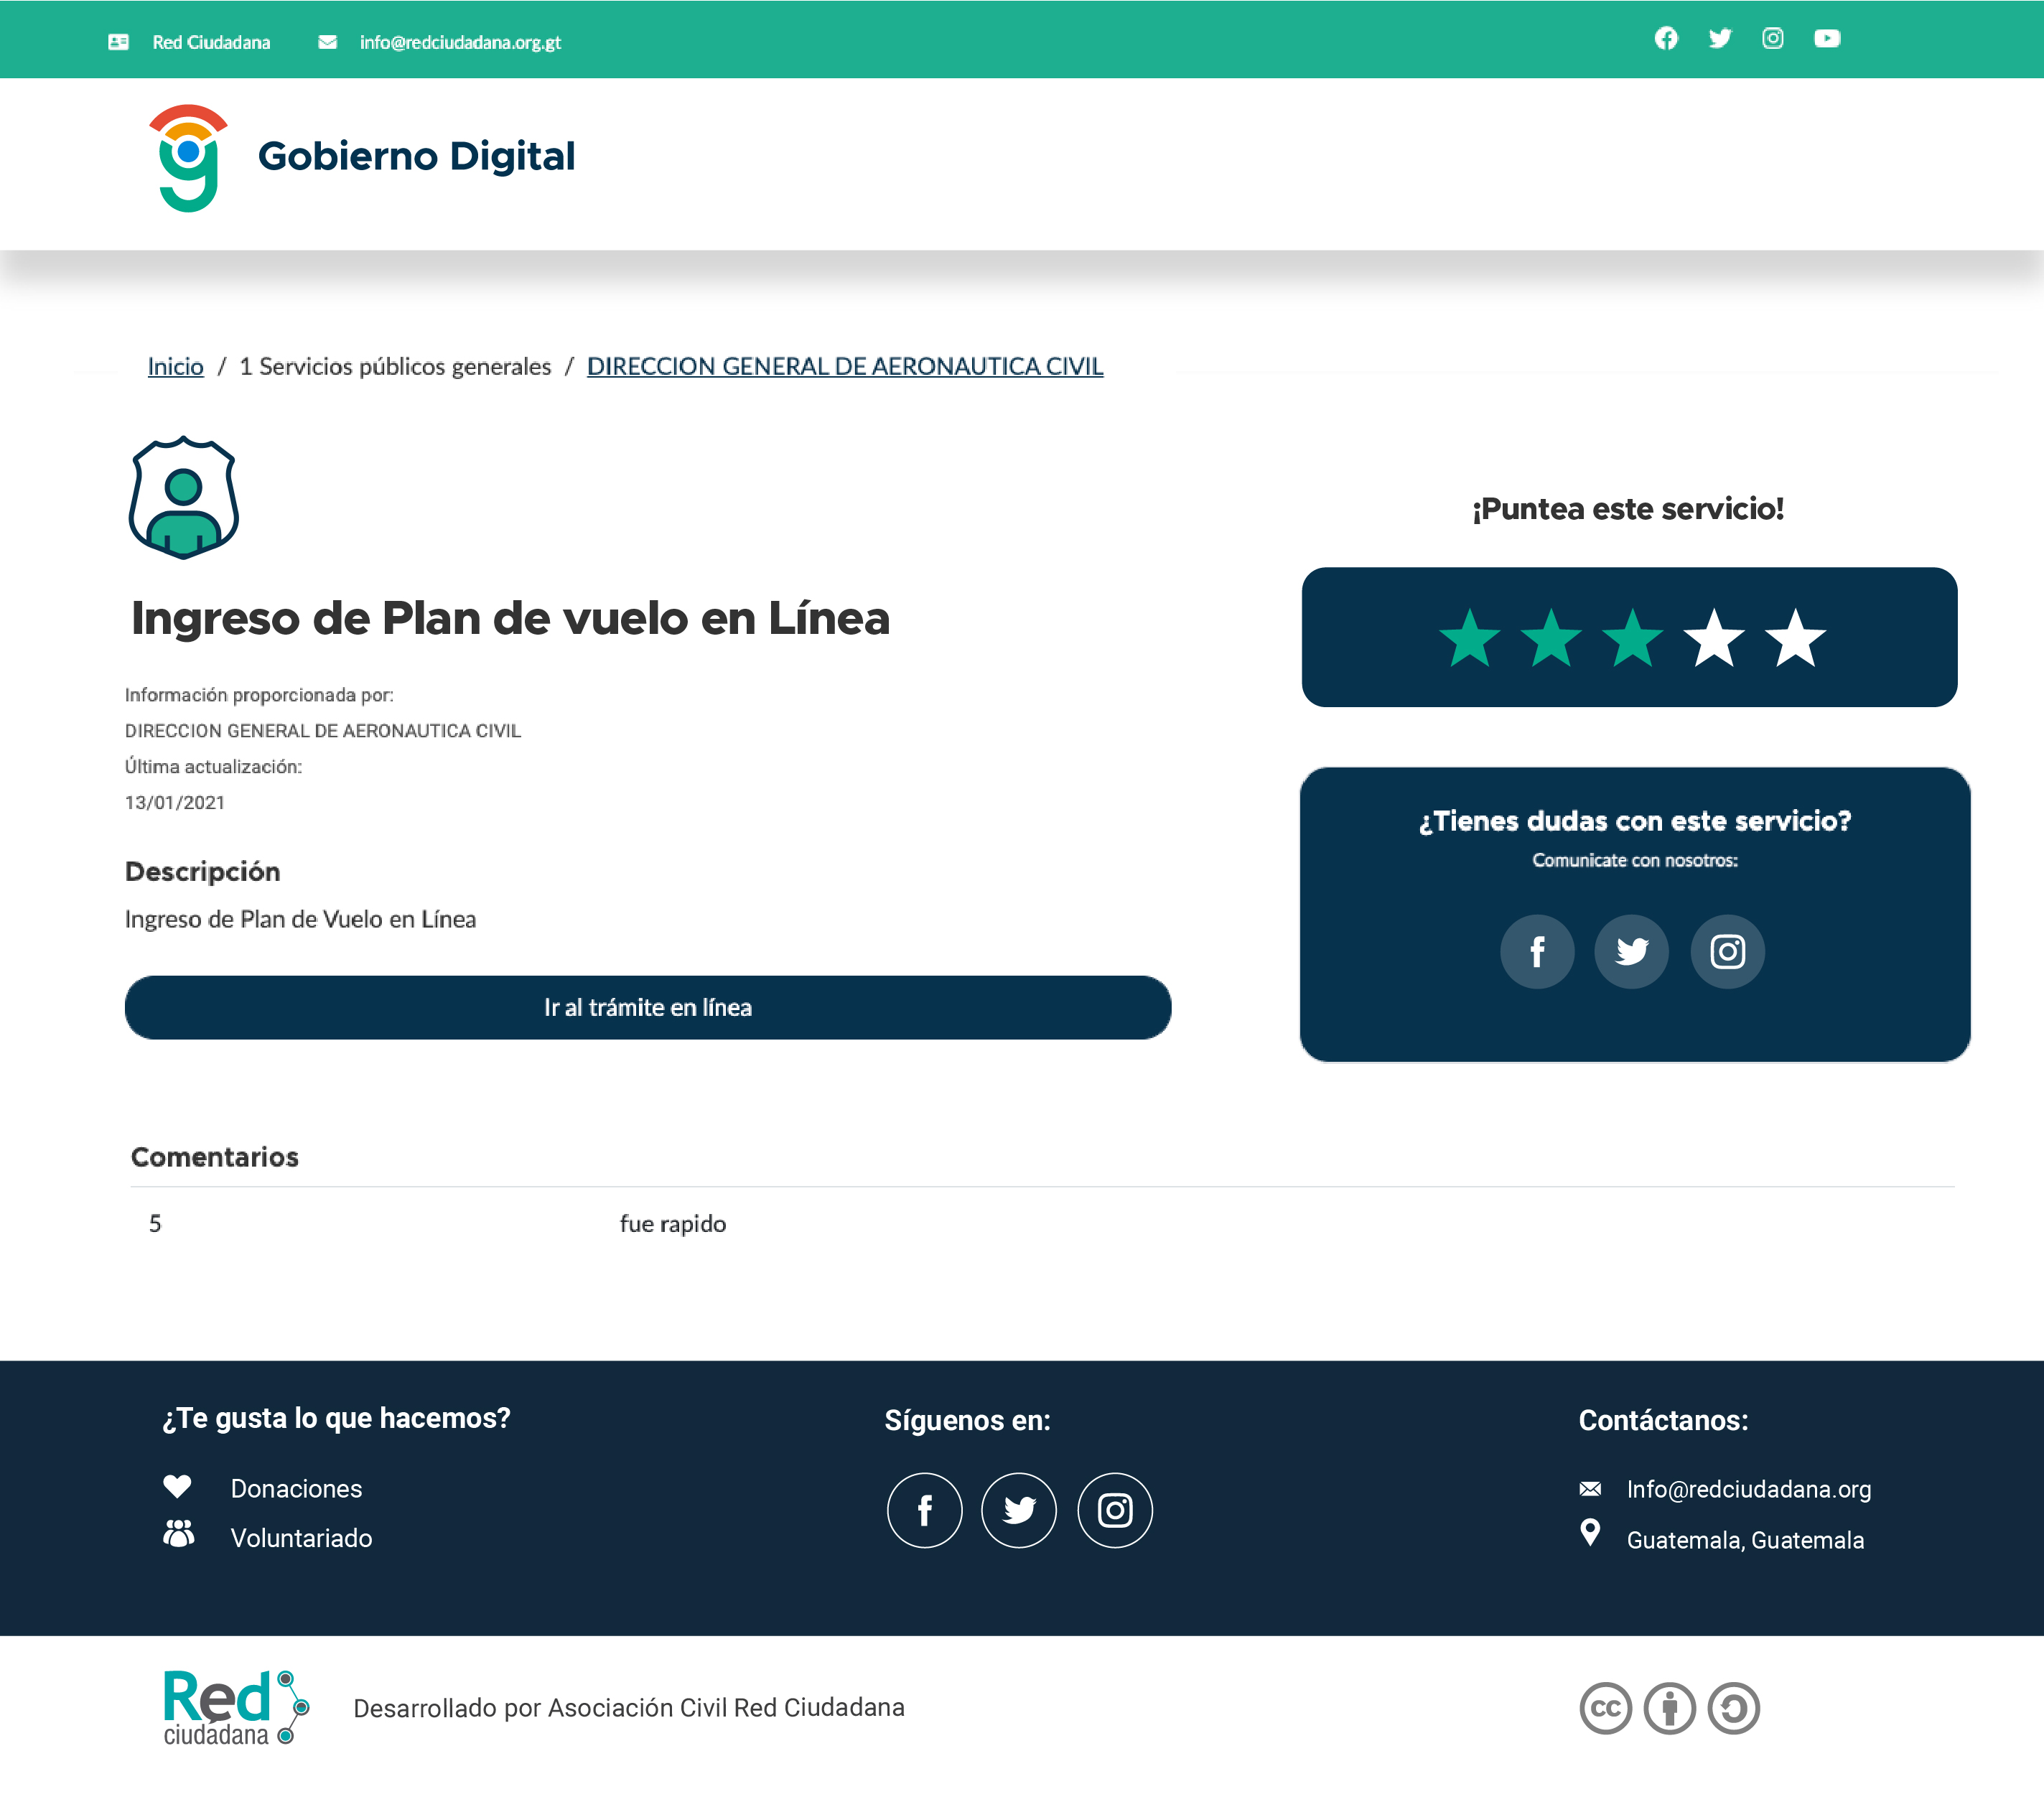 Red Ciudadana info@redciudadana.org.gt
Gobierno Digital
Inicio / 1 Servicios públicos generales / DIRECCION GENERAL DE AERONAUTICA CIVIL
Ingreso de Plan de vuelo en Línea
Información proporcionada por:
DIRECCION GENERAL DE AERONAUTICA CIVIL
Última actualización:
13/01/2021
Descripción
Ingreso de Plan de Vuelo en Línea
Ir al trámite en línea
¡Puntea este servicio!
¿Tienes dudas con este servicio?
Comunicate con nosotros:
Comentarios
5 fue rapido
¿Te gusta lo que hacemos?
Donaciones
Voluntariado
Síguenos en:
Contáctanos:
Info@redciudadana.org
Guatemala, Guatemala
Red
ciudadana
Desarrollado por Asociación Civil Red Ciudadana
cc